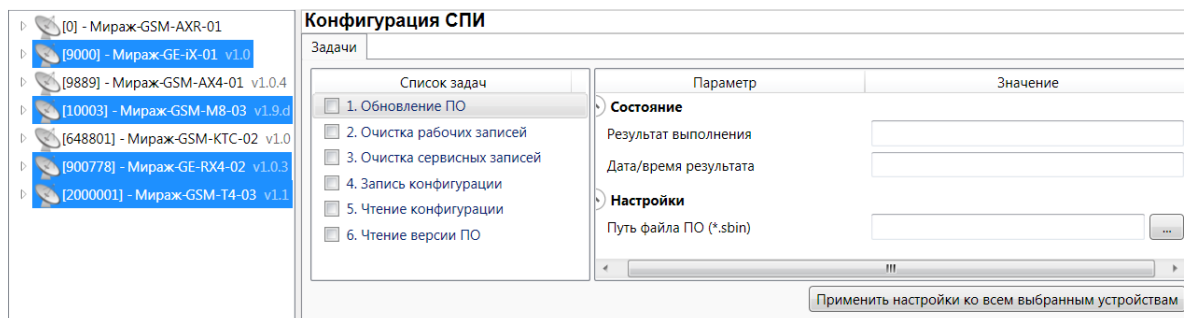 [0] - Мираж-GSM-AXR-01
[9000] - Мираж-GE-iX-01 v1.0
[9889] - Мираж-GSM-AX4-01 v1.0.4
[10003] - Мираж-GSM-M8-03 v1.9.d
[648801] - Мираж-GSM-КТС-02 v1.0
[900778] - Мираж-GE-RX4-02 v1.0.3
[2000001] - Мираж-GSM-T4-03 v1.1
Конфигурация СПИ
Задачи
Список задач
1. Обновление ПО
2. Очистка рабочих записей
3. Очистка сервисных записей
4. Запись конфигурации
5. Чтение конфигурации
6. Чтение версии ПО
Параметр Значение
Состояние
Результат выполнения
Дата/время результата
Настройки
Путь файла ПО (*.sbin) ...
Применить настройки ко всем выбранным устройствам